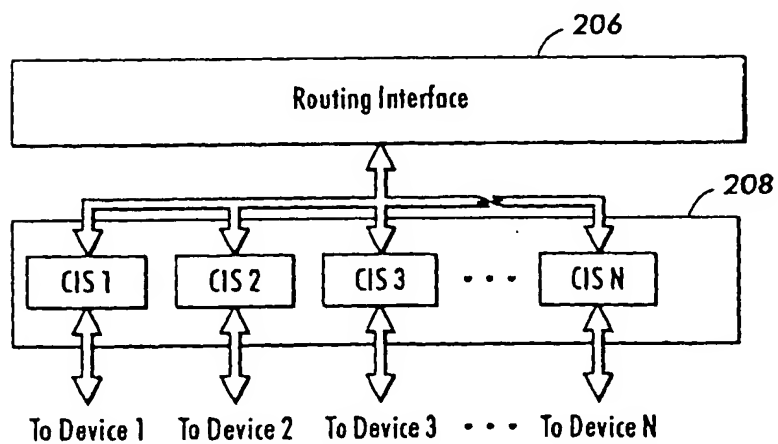 206
Routing Interface
208
CIS 1 CIS 2 CIS 3 • • • CIS N
To Device 1 To Device 2 To Device 3 • • • To Device N